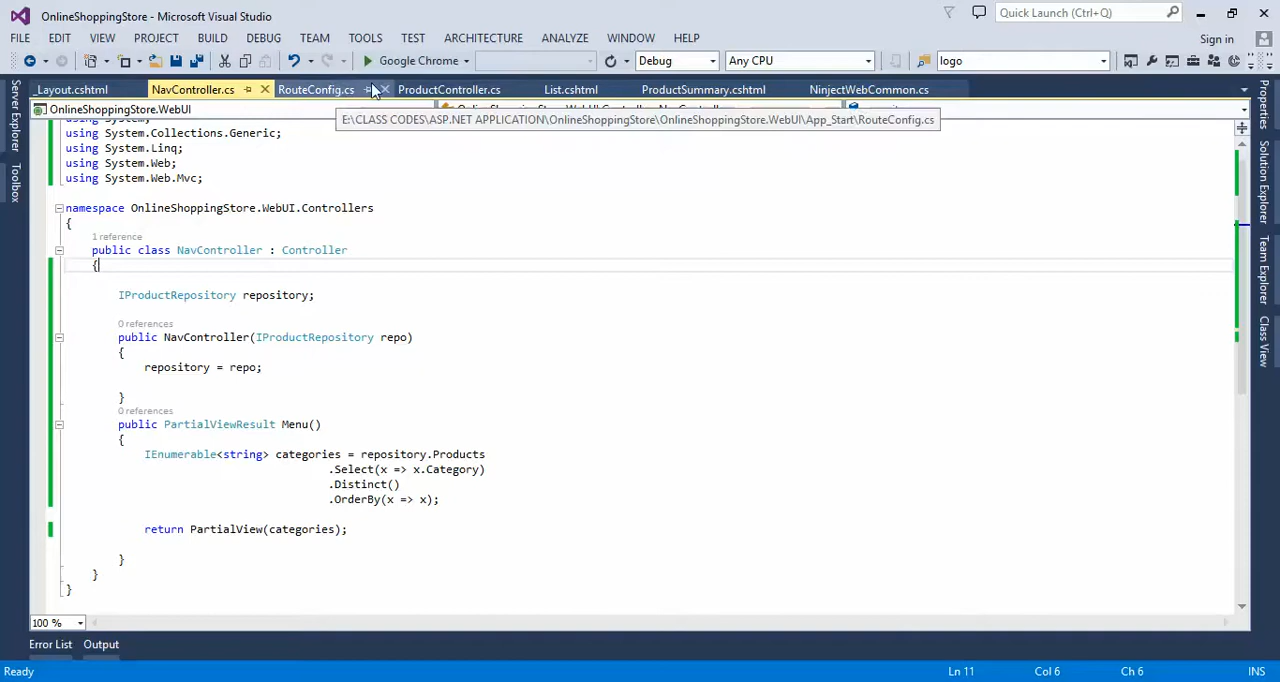 OnlineShoppingStore - Microsoft Visual Studio
Quick Launch (Ctrl+Q)
FILE EDIT VIEW PROJECT BUILD DEBUG TEAM TOOLS TEST ARCHITECTURE ANALYZE WINDOW HELP Sign in
Google Chrome Debug Any CPU logo
_Layout.cshtml NavController.cs RouteConfig.cs ProductController.cs List.cshtml ProductSummary.cshtml NinjectWebCommon.cs
OnlineShoppingStore.WebUI
E:\CLASS CODES\ASP.NET APPLICATION\OnlineShoppingStore\OnlineShoppingStore.WebUI\App_Start\RouteConfig.cs
Server Explorer
Toolbox
Properties
Solution Explorer
Team Explorer
Class View
using System.Collections.Generic;
using System.Linq;
using System.Web;
using System.Web.Mvc;
namespace OnlineShoppingStore.WebUI.Controllers
{
1 reference
public class NavController : Controller
{
IProductRepository repository;
0 references
public NavController(IProductRepository repo)
{
repository = repo;
}
0 references
public PartialViewResult Menu()
{
IEnumerable<string> categories = repository.Products
.Select(x => x.Category)
.Distinct()
.OrderBy(x => x);
return PartialView(categories);
}
}
}
100 %
Error List Output
Ready Ln 11 Col 6 Ch 6 INS